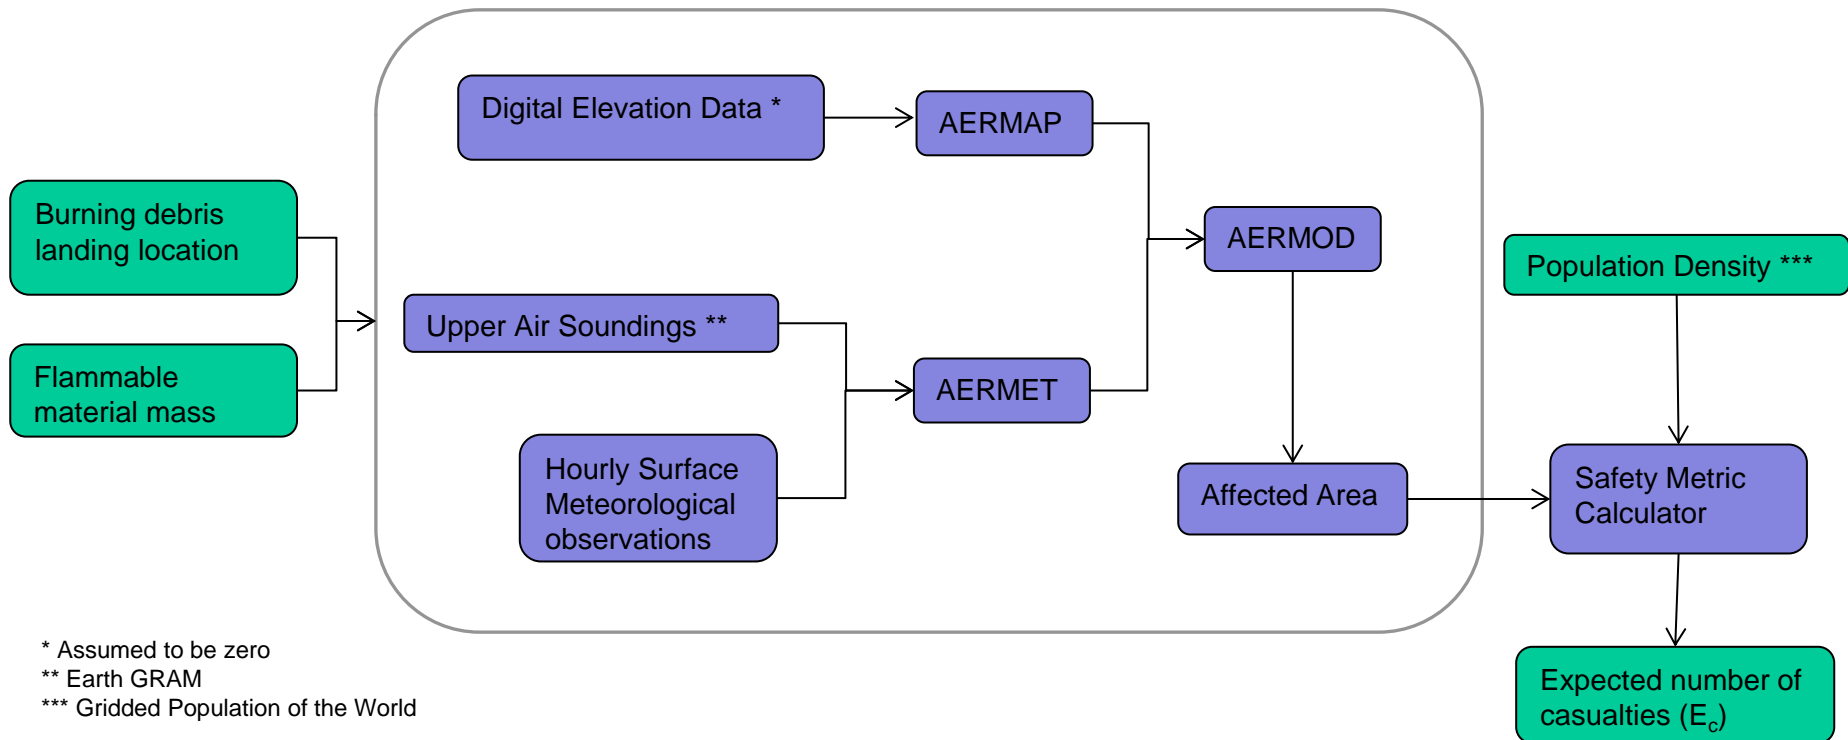 Digital Elevation Data *
AERMAP
Burning debris
landing location
AERMOD
Population Density ***
Upper Air Soundings **
Flammable
material mass
AERMET
Hourly Surface
Meteorological
observations
Affected Area
Safety Metric
Calculator
* Assumed to be zero
** Earth GRAM
*** Gridded Population of the World
Expected number of
casualties (Ec)